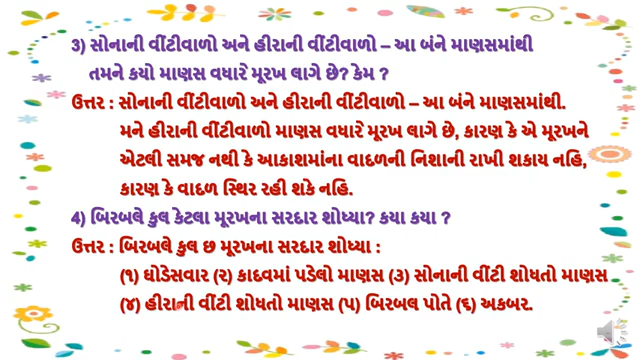 3) સોનાની વીંટીવાળો અને હીરાની વીંટીવાળો – આ બંને માણસમાંથી
તમને કયો માણસ વધારે મૂરખ લાગે છે? કેમ ?
ઉત્તર : સોનાની વીંટીવાળો અને હીરાની વીંટીવાળો – આ બંને માણસમાંથી.
મને હીરાની વીંટીવાળો માણસ વધારે મૂરખ લાગે છે, કારણ કે એ મૂરખને
એટલી સમજ નથી કે આકાશમાંના વાદળની નિશાની રાખી શકાય નહિ,
કારણ કે વાદળ સ્થિર રહી શકે નહિ.
4) બિરબલે કુલ કેટલા મૂરખના સરદાર શોધ્યા? કયા કયા ?
ઉત્તર : બિરબલે કુલ છ મૂરખના સરદાર શોધ્યા :
(૧) ઘોડેસવાર (૨) કાદવમાં પડેલો માણસ (૩) સોનાની વીંટી શોધતો માણસ
(૪) હીરાની વીંટી શોધતો માણસ (૫) બિરબલ પોતે (૬) અકબર.